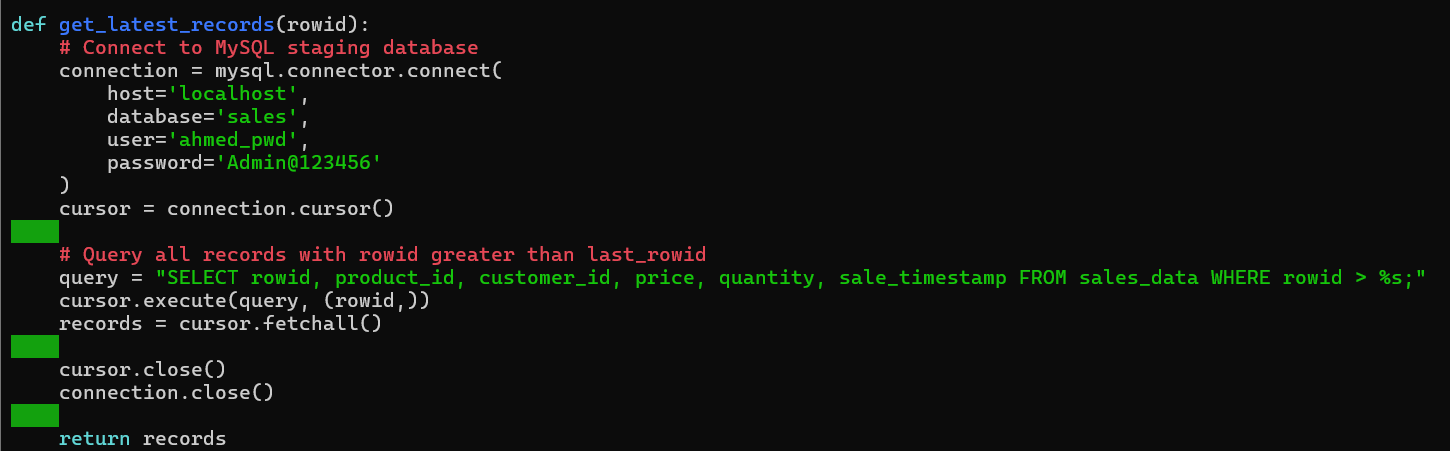 def get_latest_records(rowid):
    # Connect to MySQL staging database
    connection = mysql.connector.connect(
        host='localhost',
        database='sales',
        user='ahmed_pwd',
        password='Admin@123456'
    )
    cursor = connection.cursor()
    # Query all records with rowid greater than last_rowid
    query = "SELECT rowid, product_id, customer_id, price, quantity, sale_timestamp FROM sales_data WHERE rowid > %s;"
    cursor.execute(query, (rowid,))
    records = cursor.fetchall()
    cursor.close()
    connection.close()
    return records